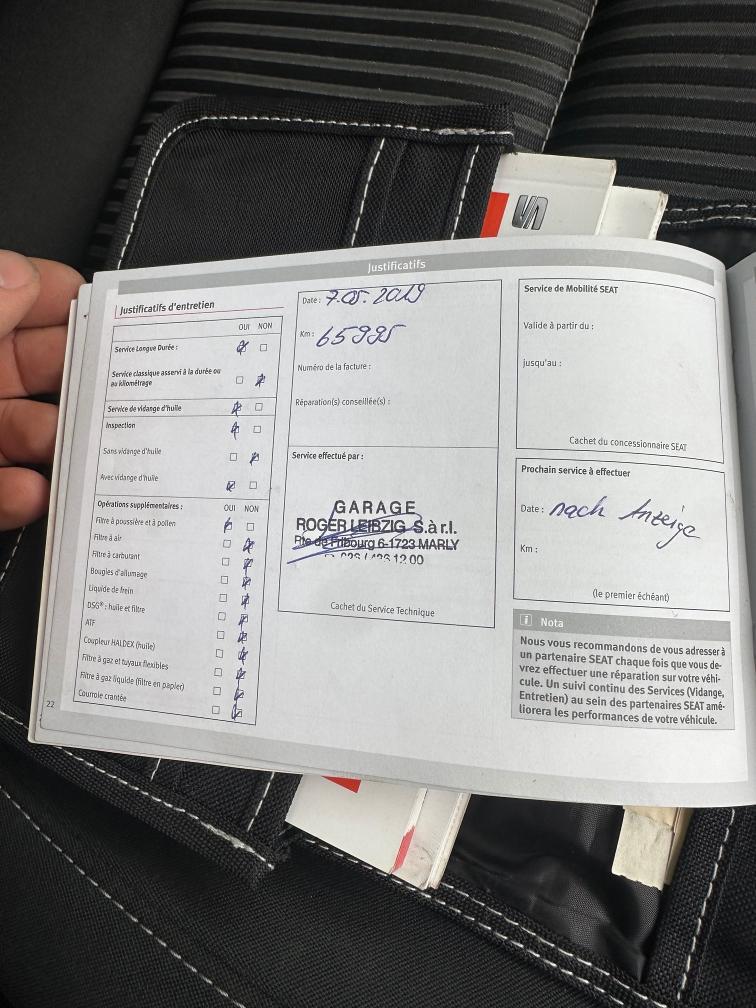 Justificatifs
Justificatifs d'entretien
OUI NON
Service Longue Durée :
Service classique asservi à la durée ou
au kilométrage
Service de vidange d'huile
Inspection
Sans vidange d'huile
Avec vidange d'huile
Opérations supplémentaires : OUI NON
Filtre à poussière et à pollen
Filtre à air
Filtre à carburant
Bougies d'allumage
Liquide de frein
DSG® : huile et filtre
ATF
Coupleur HALDEX (huile)
Filtre à gaz et tuyaux flexibles
Filtre à gaz liquide (filtre en papier)
Courroie crantée
22
Date : 7.05.2019
Km : 65995
Numéro de la facture :
Réparation(s) conseillée(s) :
Service effectué par :
GARAGE
ROGER LEIBZIG S.à r.l.
Rte de Fribourg 6-1723 MARLY
12 00
Cachet du Service Technique
Service de Mobilité SEAT
Valide à partir du :
jusqu'au :
Cachet du concessionnaire SEAT
Prochain service à effectuer
Date : nach Anzeige
Km :
(le premier échéant)
i Nota
Nous vous recommandons de vous adresser à
un partenaire SEAT chaque fois que vous de-
vrez effectuer une réparation sur votre véhi-
cule. Un suivi continu des Services (Vidange,
Entretien) au sein des partenaires SEAT amé-
liorera les performances de votre véhicule.